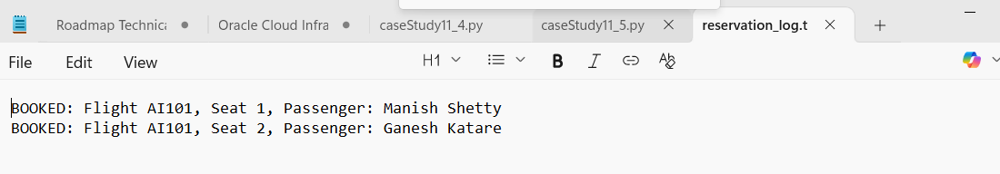 Roadmap Technica
Oracle Cloud Infra
caseStudy11_4.py
caseStudy11_5.py
reservation_log.t
File Edit View H1 B I
BOOKED: Flight AI101, Seat 1, Passenger: Manish Shetty
BOOKED: Flight AI101, Seat 2, Passenger: Ganesh Katare